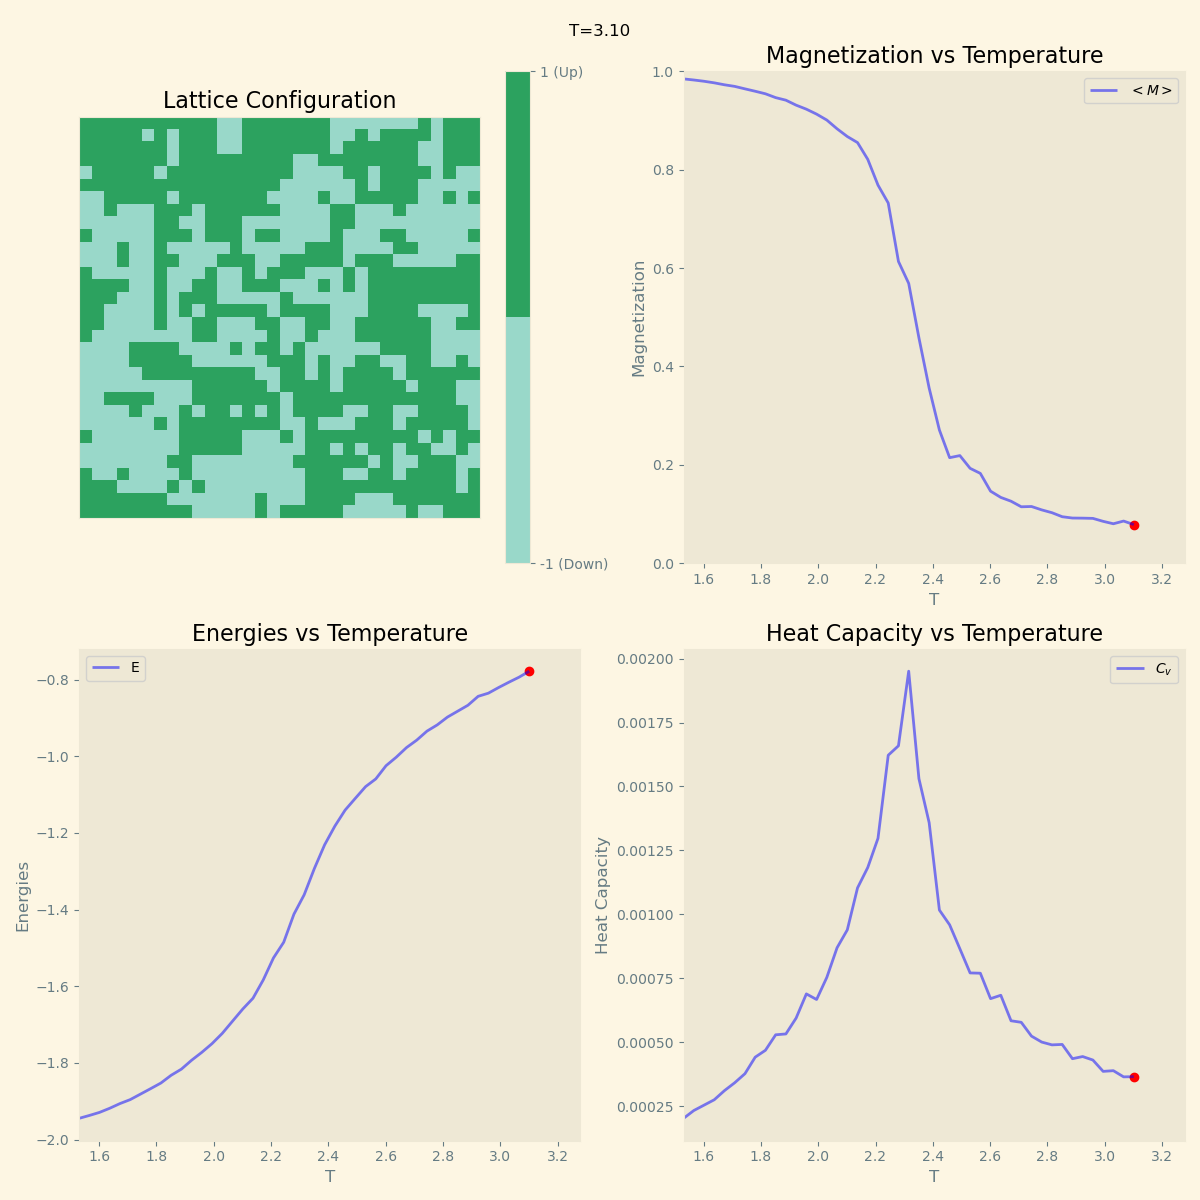 T=3.10
Lattice Configuration
1 (Up)
-1 (Down)
Magnetization vs Temperature
<M>
Magnetization
1.0
0.8
0.6
0.4
0.2
0.0
1.6 1.8 2.0 2.2 2.4 2.6 2.8 3.0 3.2
T
Energies vs Temperature
E
Energies
−0.8
−1.0
−1.2
−1.4
−1.6
−1.8
−2.0
1.6 1.8 2.0 2.2 2.4 2.6 2.8 3.0 3.2
T
Heat Capacity vs Temperature
Cv
Heat Capacity
0.00200
0.00175
0.00150
0.00125
0.00100
0.00075
0.00050
0.00025
1.6 1.8 2.0 2.2 2.4 2.6 2.8 3.0 3.2
T